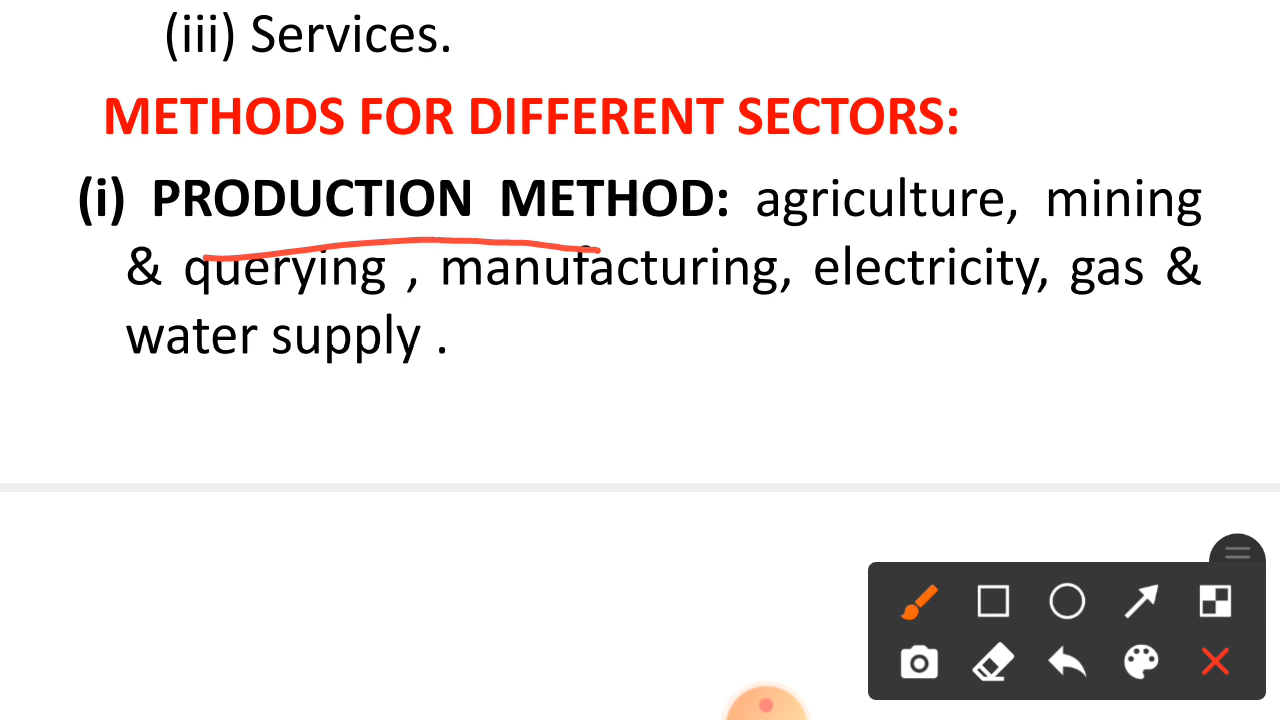 (iii) Services.
METHODS FOR DIFFERENT SECTORS:
(i) PRODUCTION METHOD: agriculture, mining
& querying , manufacturing, electricity, gas &
water supply .